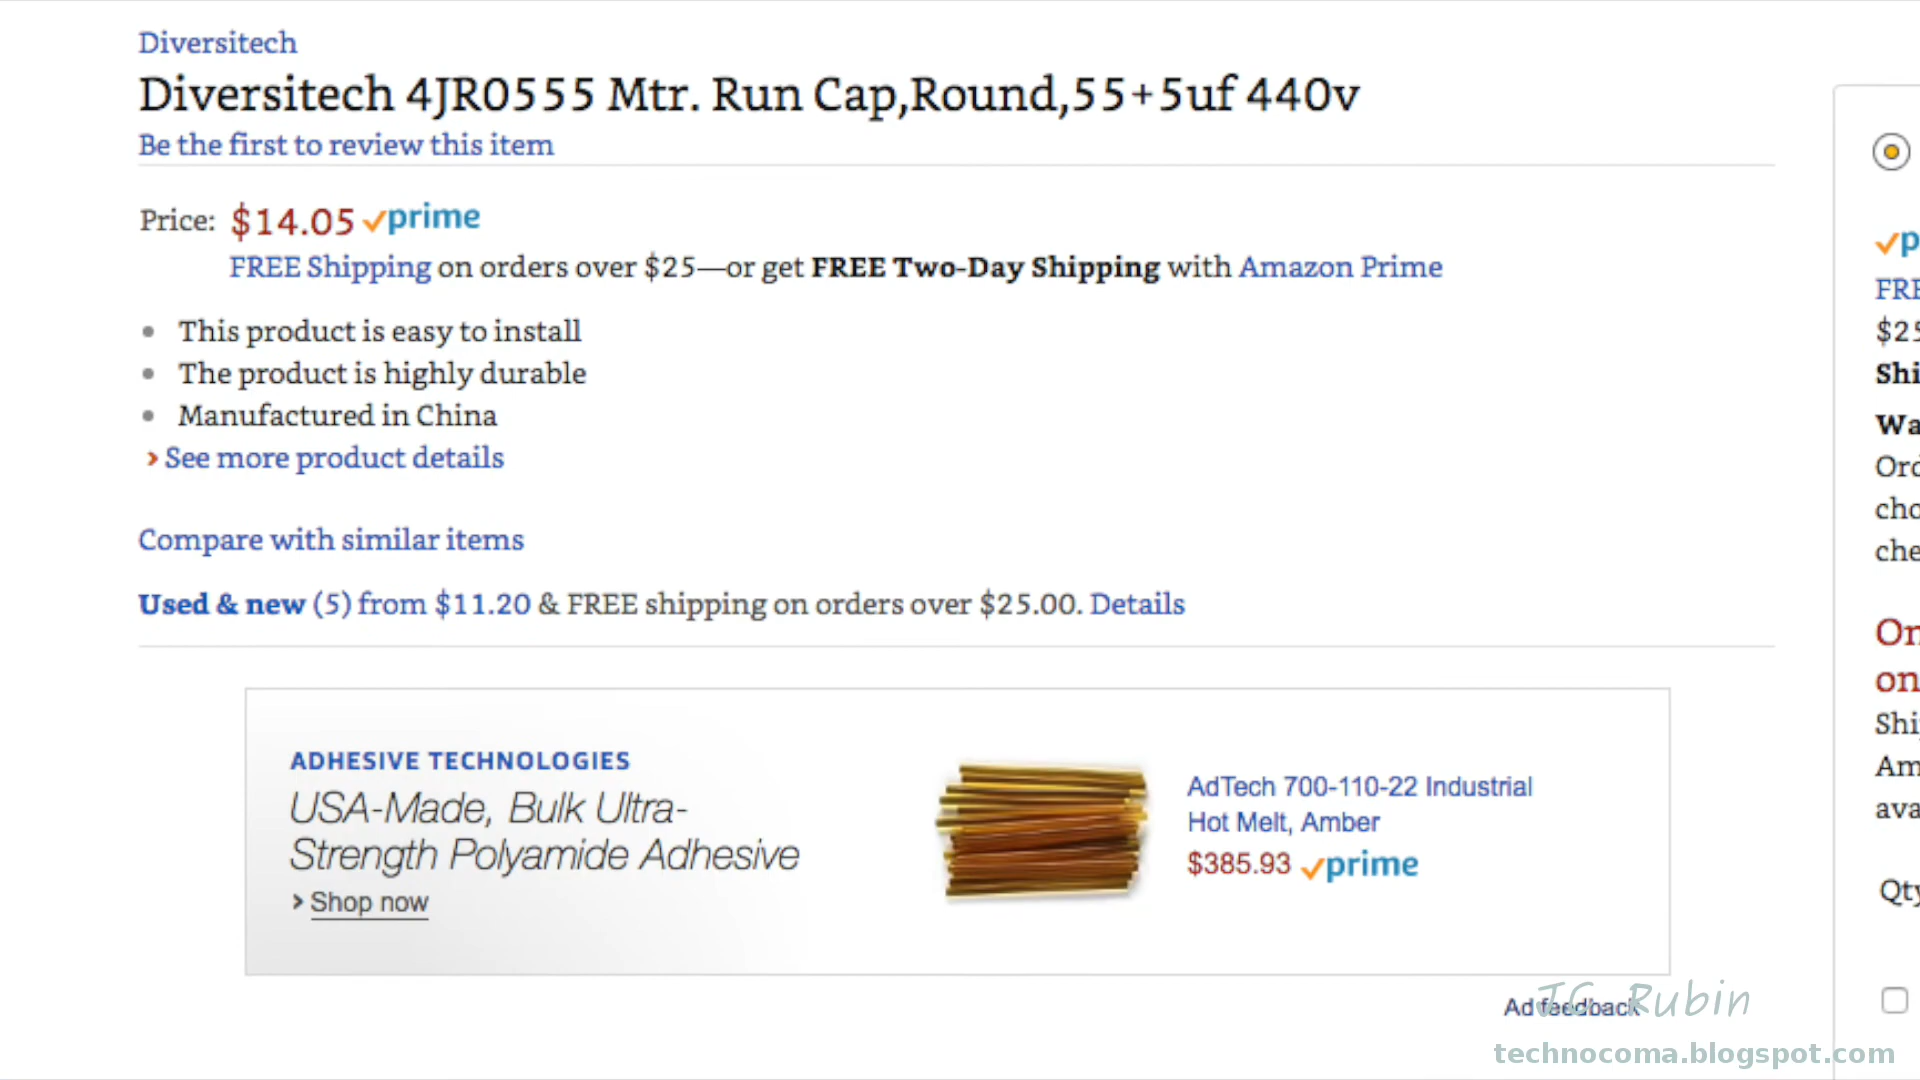 Diversitech
Diversitech 4JR0555 Mtr. Run Cap,Round,55+5uf 440v
Be the first to review this item
Price: $14.05 prime
FREE Shipping on orders over $25—or get FREE Two-Day Shipping with Amazon Prime
This product is easy to install
The product is highly durable
Manufactured in China
› See more product details
Compare with similar items
Used & new (5) from $11.20 & FREE shipping on orders over $25.00. Details
ADHESIVE TECHNOLOGIES
USA-Made, Bulk Ultra-
Strength Polyamide Adhesive
› Shop now
AdTech 700-110-22 Industrial
Hot Melt, Amber
$385.93 prime
Ad feedback
JC Rubin
technocoma.blogspot.com